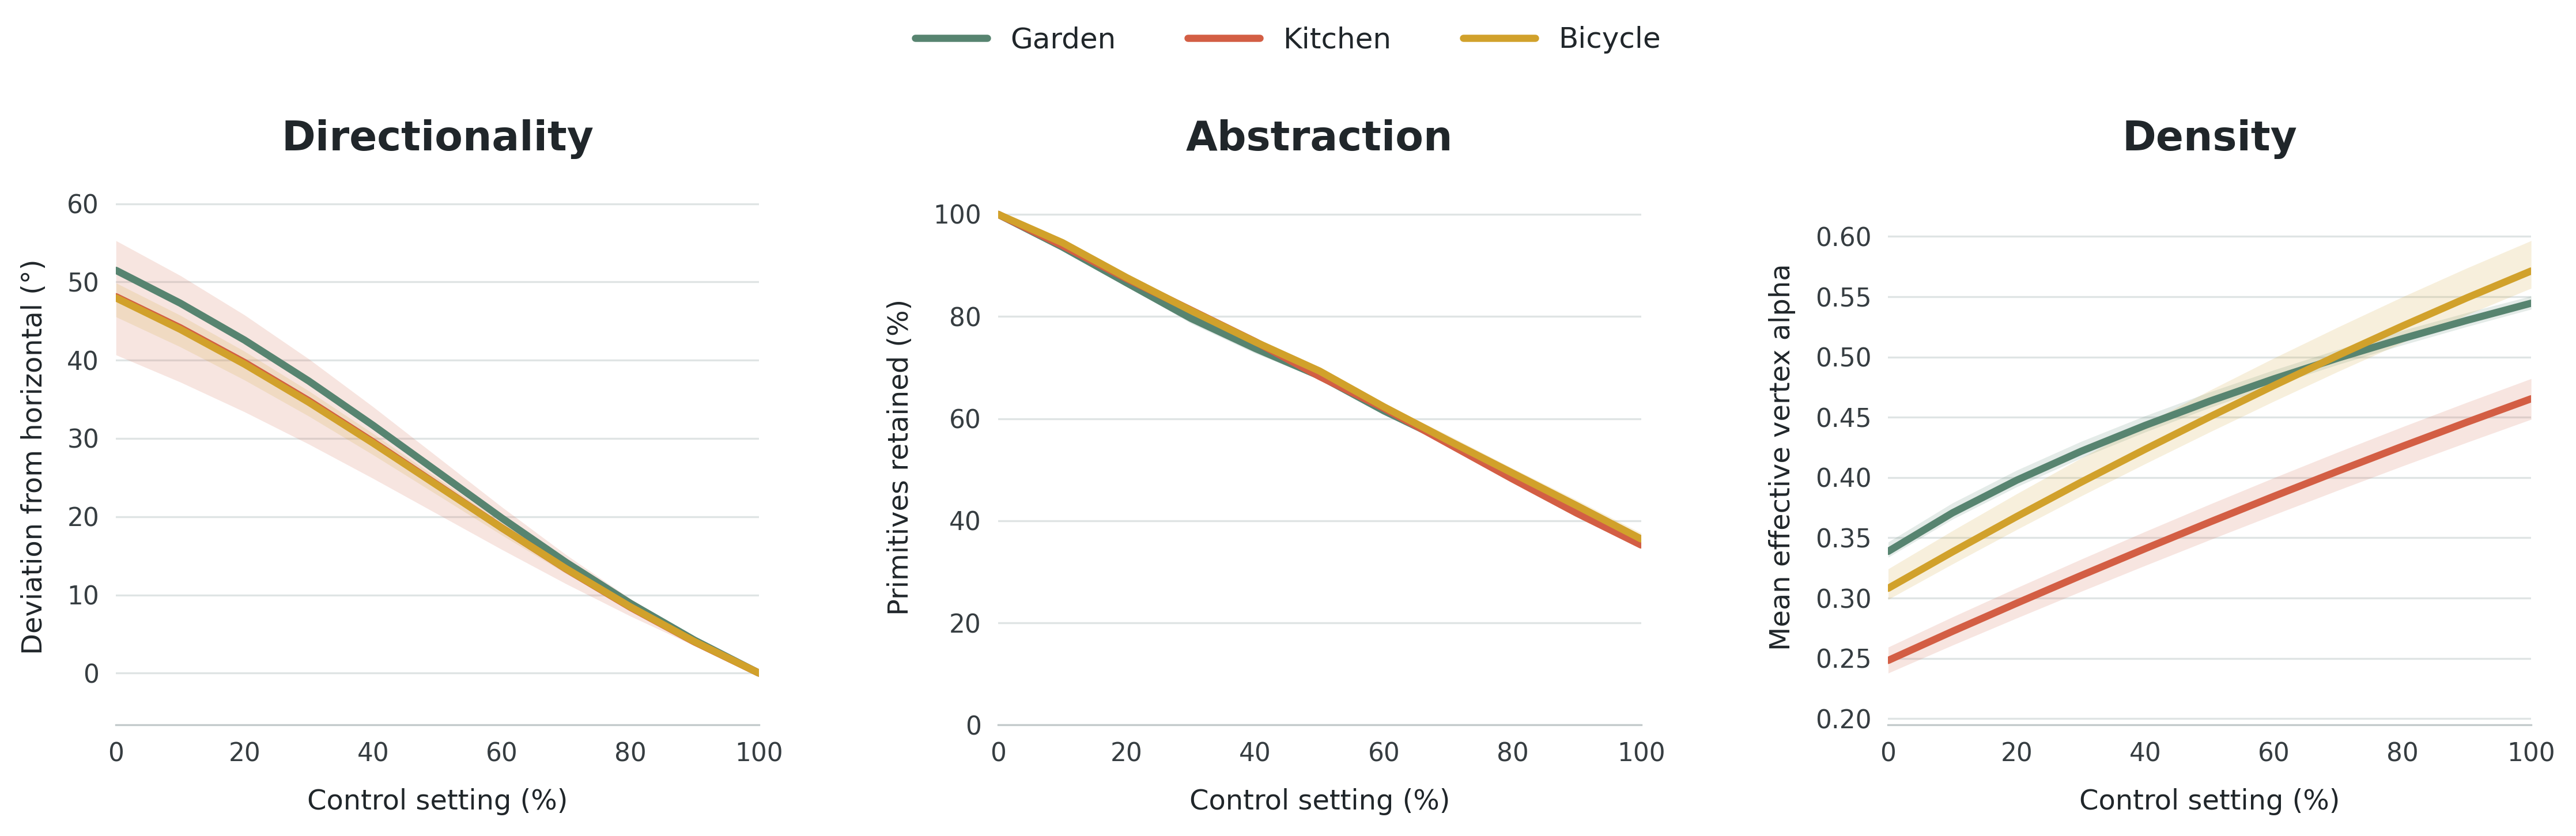 Garden Kitchen Bicycle
Directionality
Deviation from horizontal (°)
60
50
40
30
20
10
0
0 20 40 60 80 100
Control setting (%)
Abstraction
Primitives retained (%)
100
80
60
40
20
0
0 20 40 60 80 100
Control setting (%)
Density
Mean effective vertex alpha
0.60
0.55
0.50
0.45
0.40
0.35
0.30
0.25
0.20
0 20 40 60 80 100
Control setting (%)